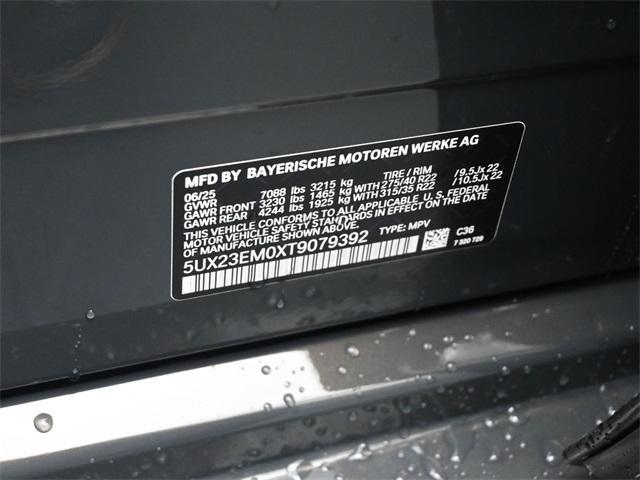 MFD BY BAYERISCHE MOTOREN WERKE AG
06/25
GVWR 7088 lbs 3215 kg TIRE / RIM
GAWR FRONT 3230 lbs 1465 kg WITH 275/40 R22 / 9.5Jx 22
GAWR REAR 4244 lbs 1925 kg WITH 315/35 R22 / 10.5Jx 22
THIS VEHICLE CONFORMS TO ALL APPLICABLE, U. S. FEDERAL
MOTOR VEHICLE SAFETY STANDARDS IN EFFECT ON THE
DATE OF MANUFACTURE SHOWN ABOVE.
5UX23EM0XT9079392 TYPE: MPV
C36
7 320 729